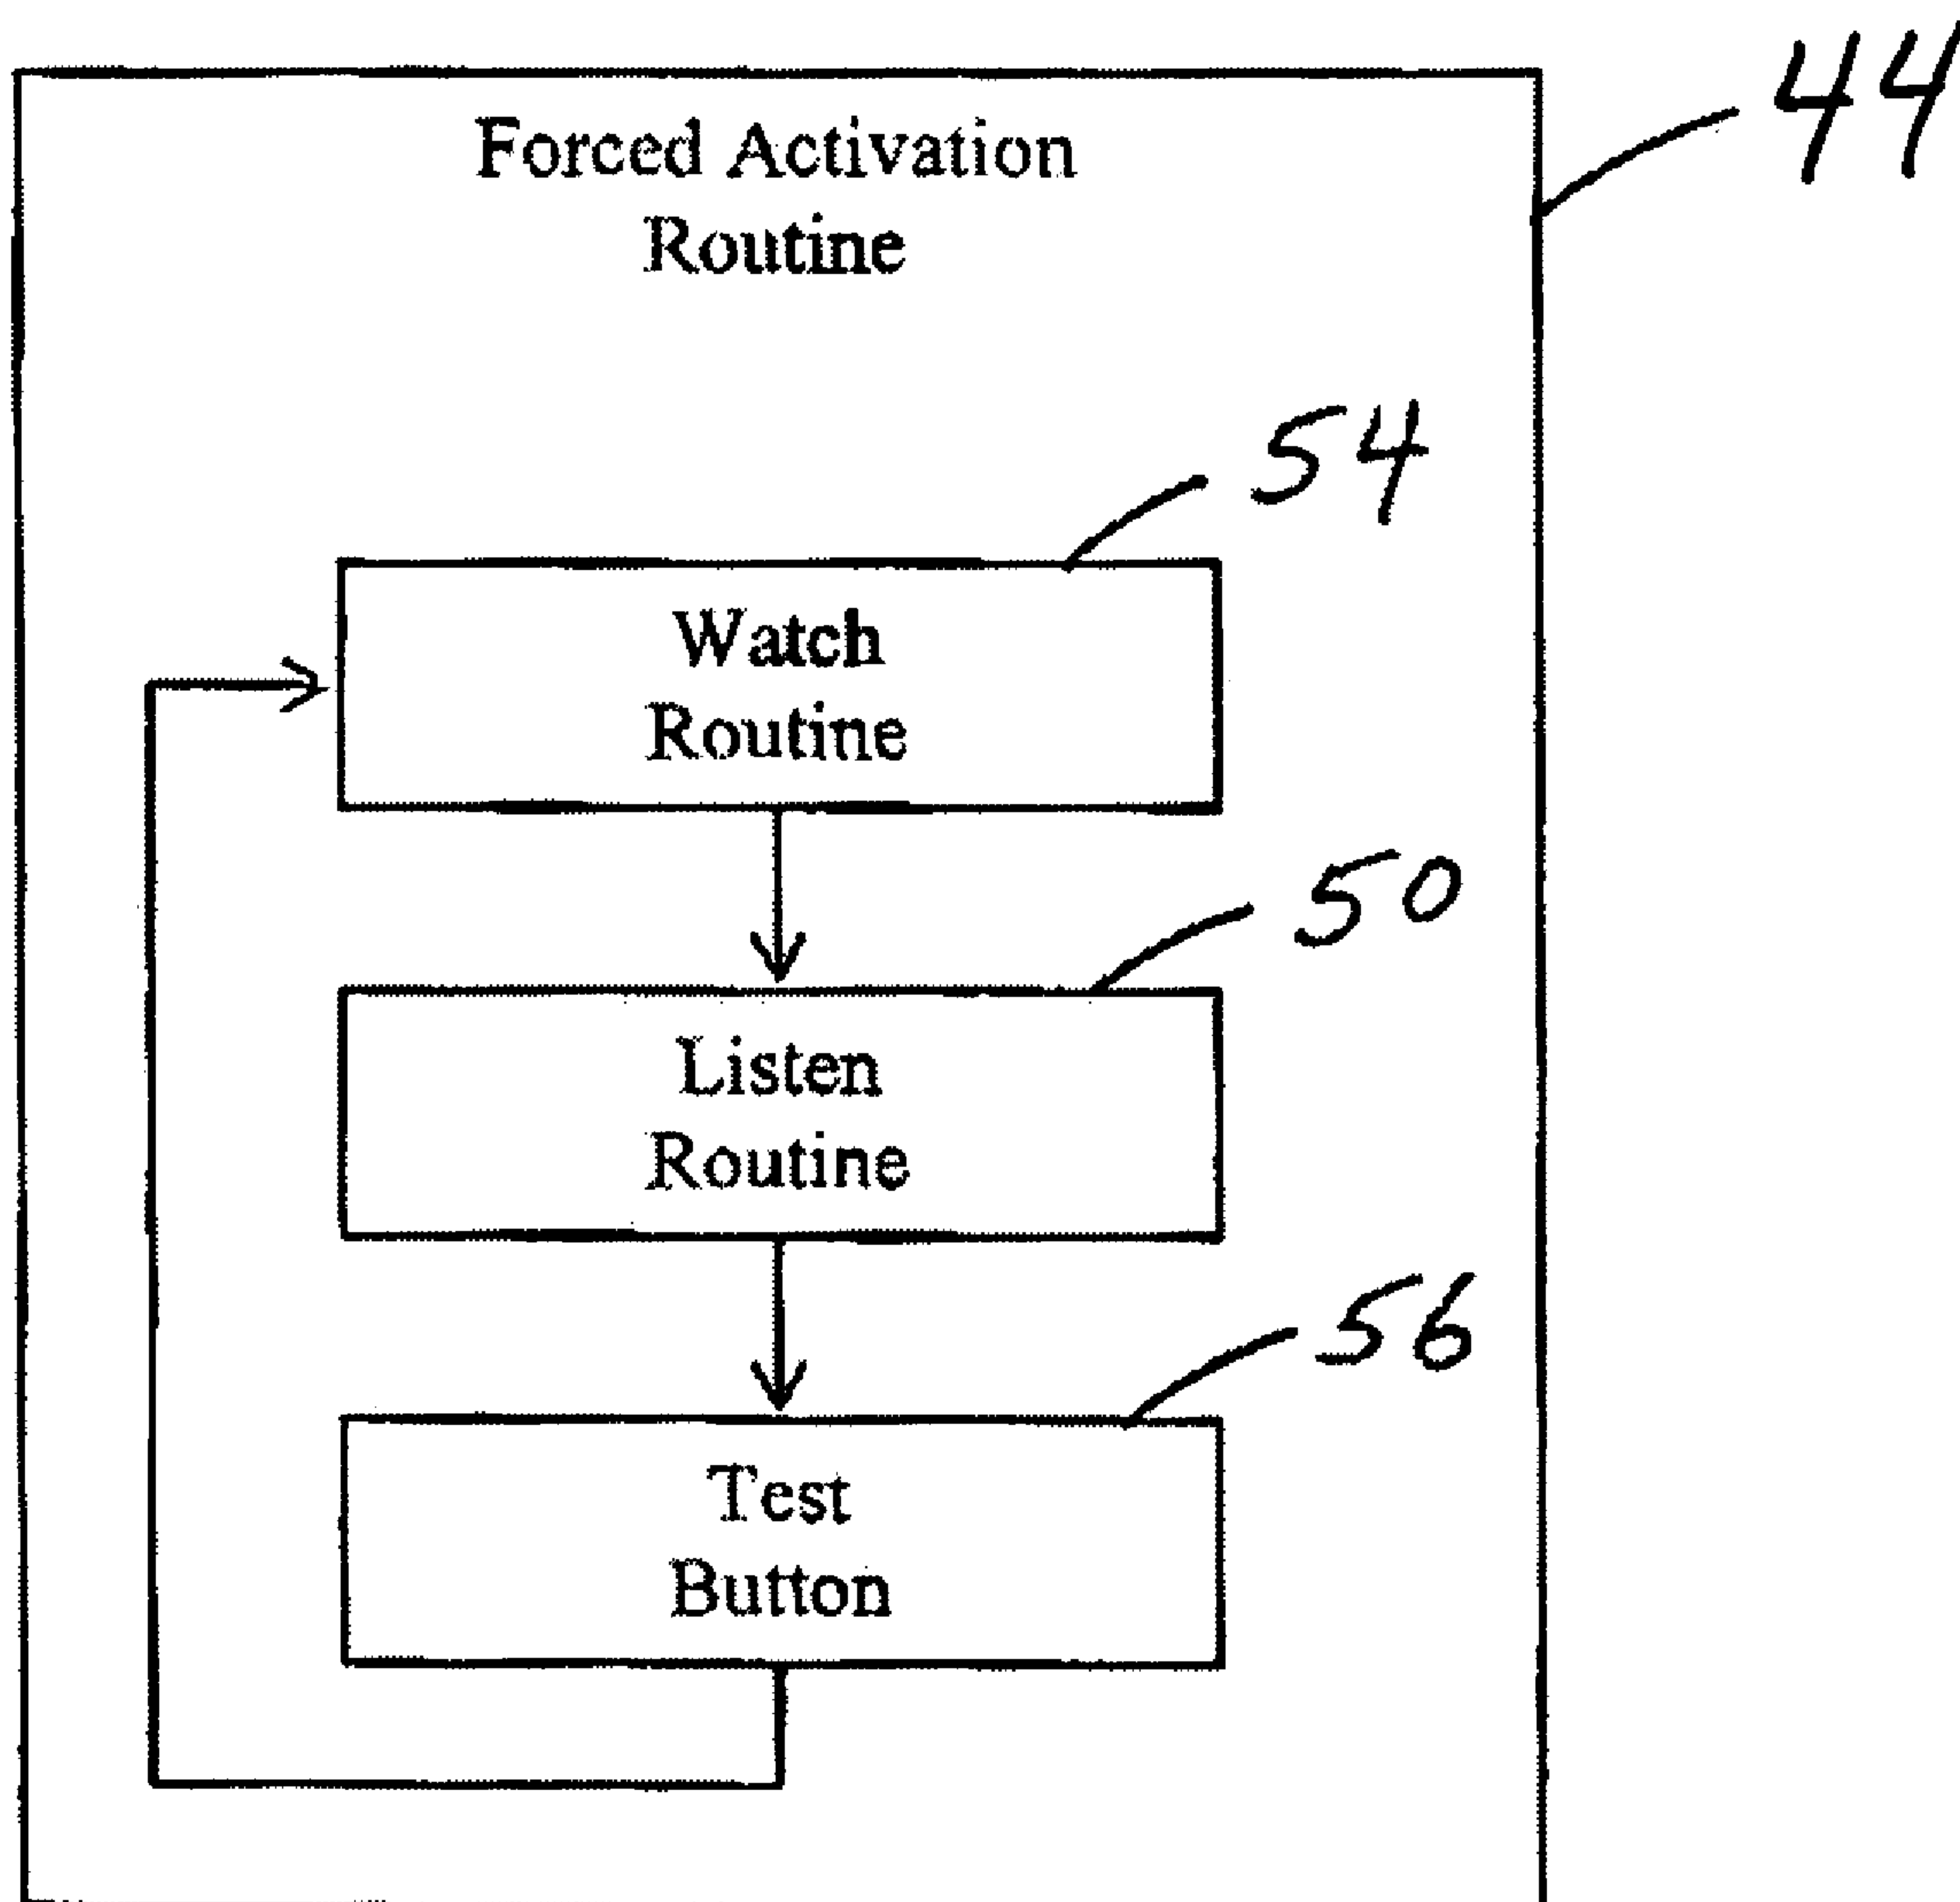 44
Forced Activation
Routine
54
Watch
Routine
50
Listen
Routine
56
Test
Button